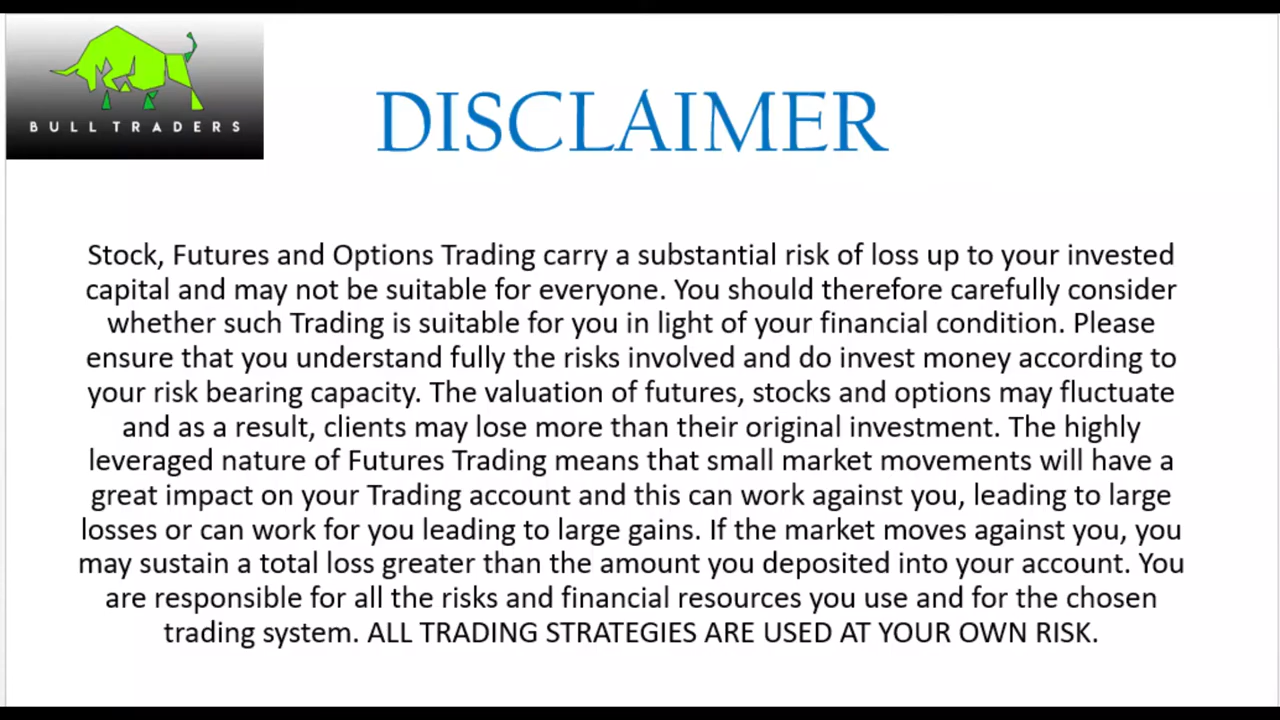 BULL TRADERS
DISCLAIMER
Stock, Futures and Options Trading carry a substantial risk of loss up to your invested
capital and may not be suitable for everyone. You should therefore carefully consider
whether such Trading is suitable for you in light of your financial condition. Please
ensure that you understand fully the risks involved and do invest money according to
your risk bearing capacity. The valuation of futures, stocks and options may fluctuate
and as a result, clients may lose more than their original investment. The highly
leveraged nature of Futures Trading means that small market movements will have a
great impact on your Trading account and this can work against you, leading to large
losses or can work for you leading to large gains. If the market moves against you, you
may sustain a total loss greater than the amount you deposited into your account. You
are responsible for all the risks and financial resources you use and for the chosen
trading system. ALL TRADING STRATEGIES ARE USED AT YOUR OWN RISK.